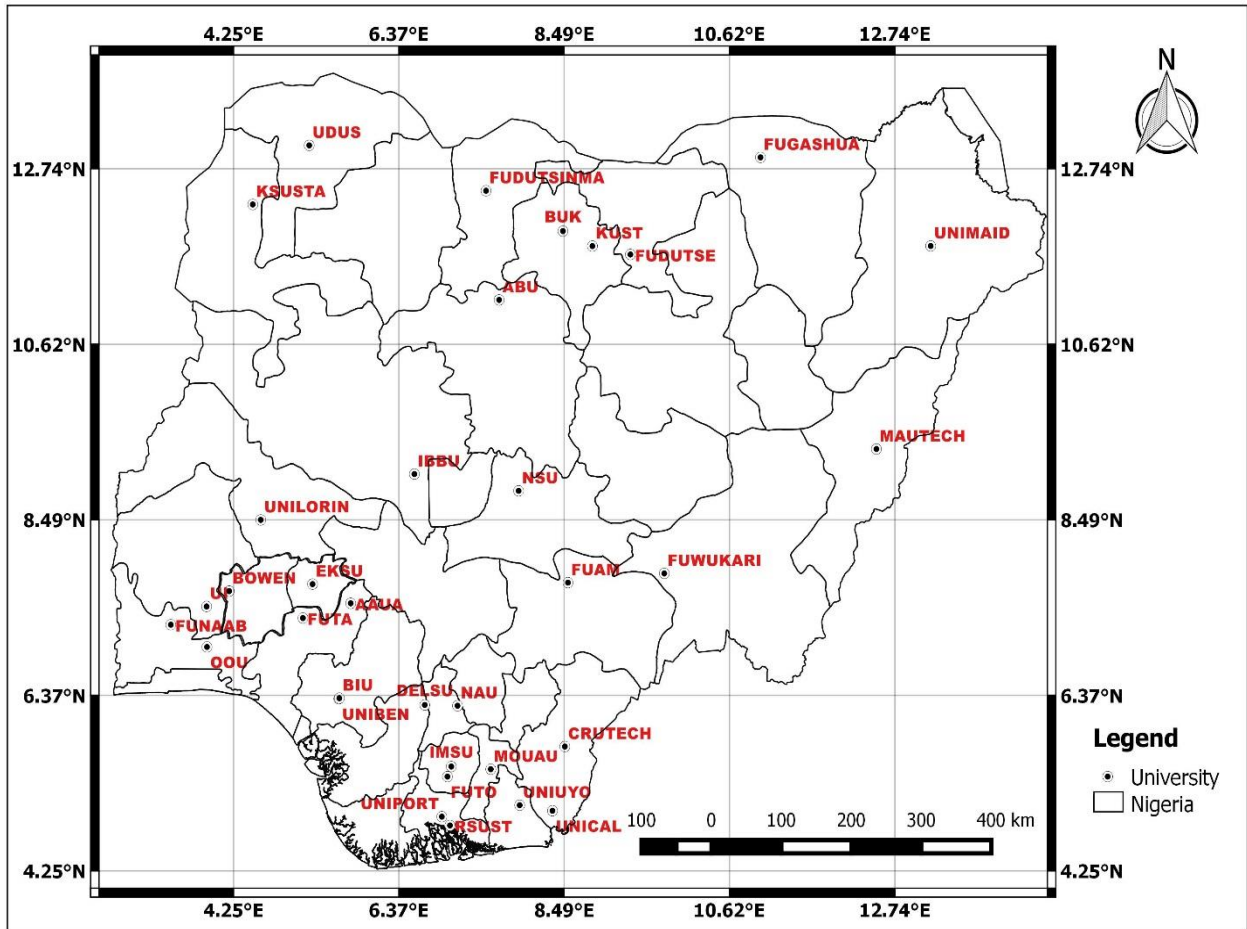 4.25°E 6.37°E 8.49°E 10.62°E 12.74°E
N
UDUS
FUGASHUA
12.74°N 12.74°N
FUDUTSINMA
KSUSTA
BUK
KUST
UNIMAID
FUDUTSE
ABU
10.62°N 10.62°N
MAUTECH
IBBU
NSU
UNILORIN
8.49°N 8.49°N
FUWUKARI
EKSU
FUAM
BOWEN
UI
AAUA
FUNAAB
FUTA
OOU
6.37°N 6.37°N
BIU
DELSU
NAU
UNIBEN
CRUTECH
Legend
IMSU
MOUAU
University
FUTO
UNIUYO
Nigeria
UNIPORT
RSUST
UNICAL
100 0 100 200 300 400 km
4.25°N 4.25°N
4.25°E 6.37°E 8.49°E 10.62°E 12.74°E